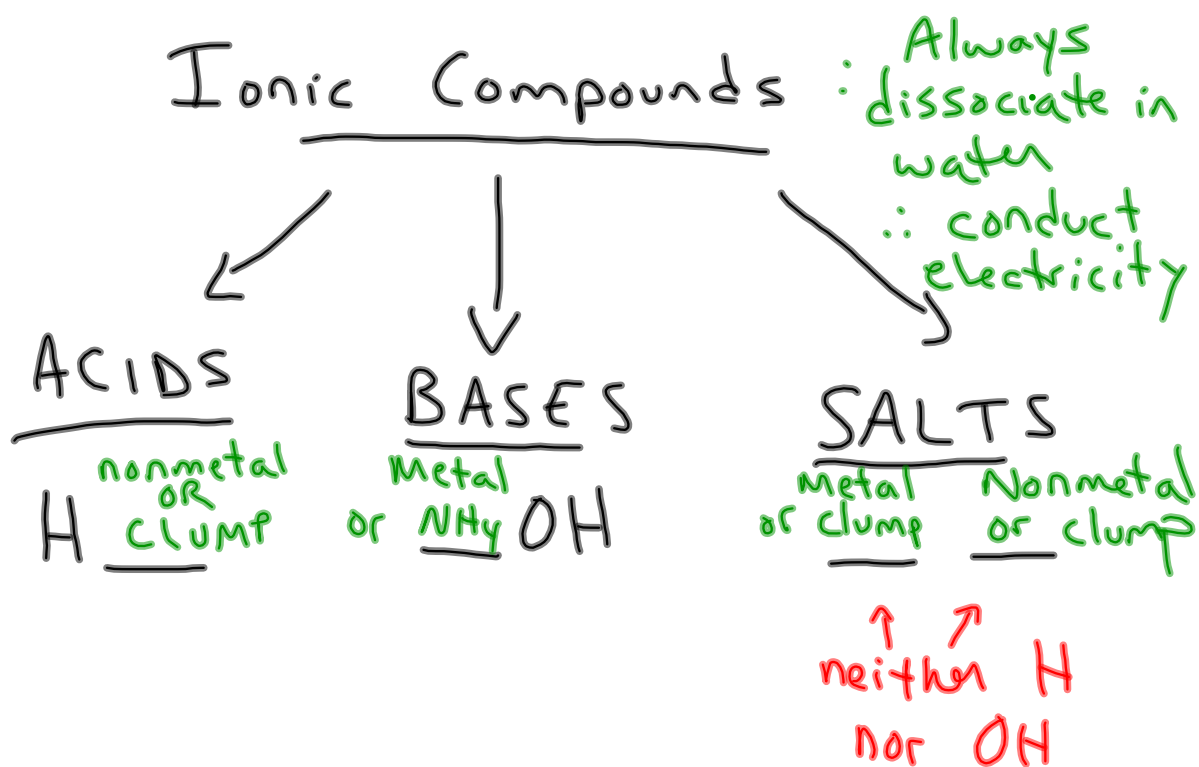 Ionic Compounds
: Always
dissociate in
water
∴ conduct
electricity
ACIDS
nonmetal
OR
H CLUMP
BASES
Metal
or NHy OH
SALTS
Metal Nonmetal
or clump or clump
neither H
nor OH